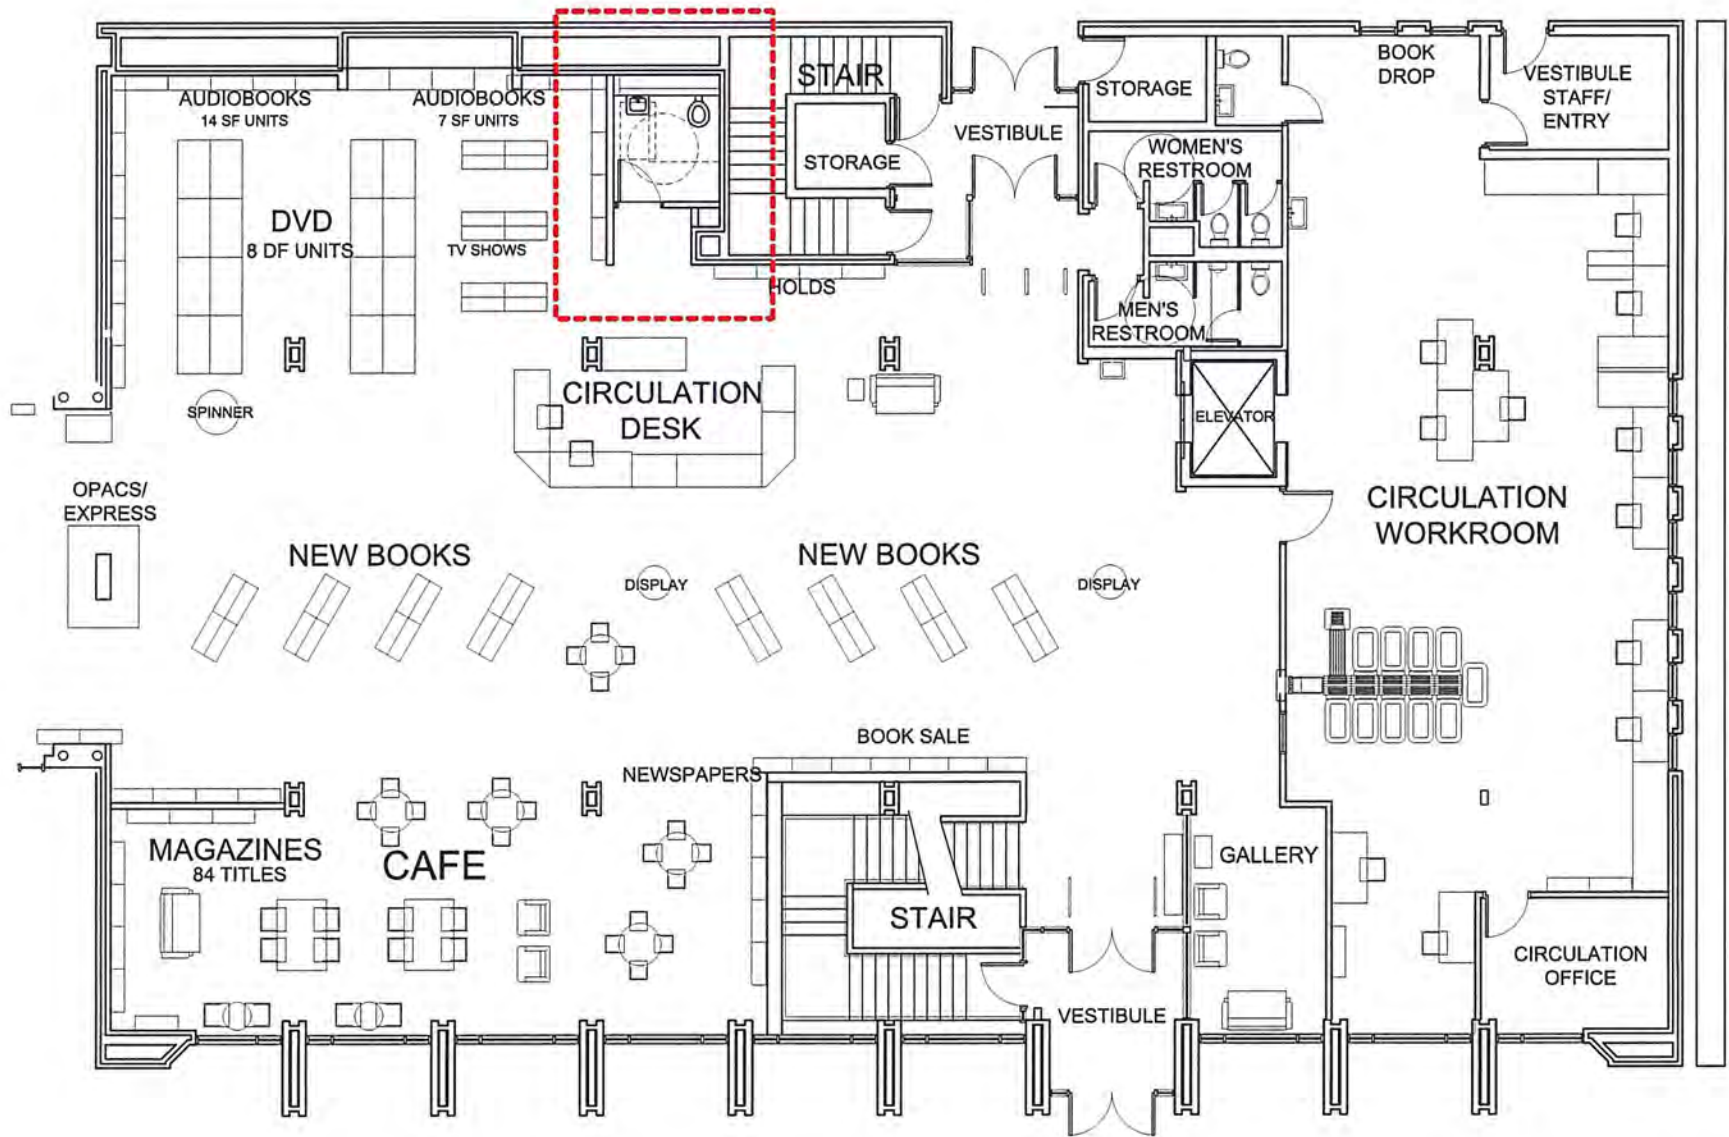 STAIR
BOOK
DROP
VESTIBULE
STAFF/
ENTRY
STORAGE
AUDIOBOOKS
14 SF UNITS
AUDIOBOOKS
7 SF UNITS
VESTIBULE
STORAGE
WOMEN'S
RESTROOM
DVD
8 DF UNITS
TV SHOWS
HOLDS
MEN'S
RESTROOM
SPINNER
CIRCULATION
DESK
ELEVATOR
OPACS/
EXPRESS
CIRCULATION
WORKROOM
NEW BOOKS
NEW BOOKS
DISPLAY
DISPLAY
BOOK SALE
NEWSPAPERS
MAGAZINES
84 TITLES
CAFE
GALLERY
STAIR
CIRCULATION
OFFICE
VESTIBULE